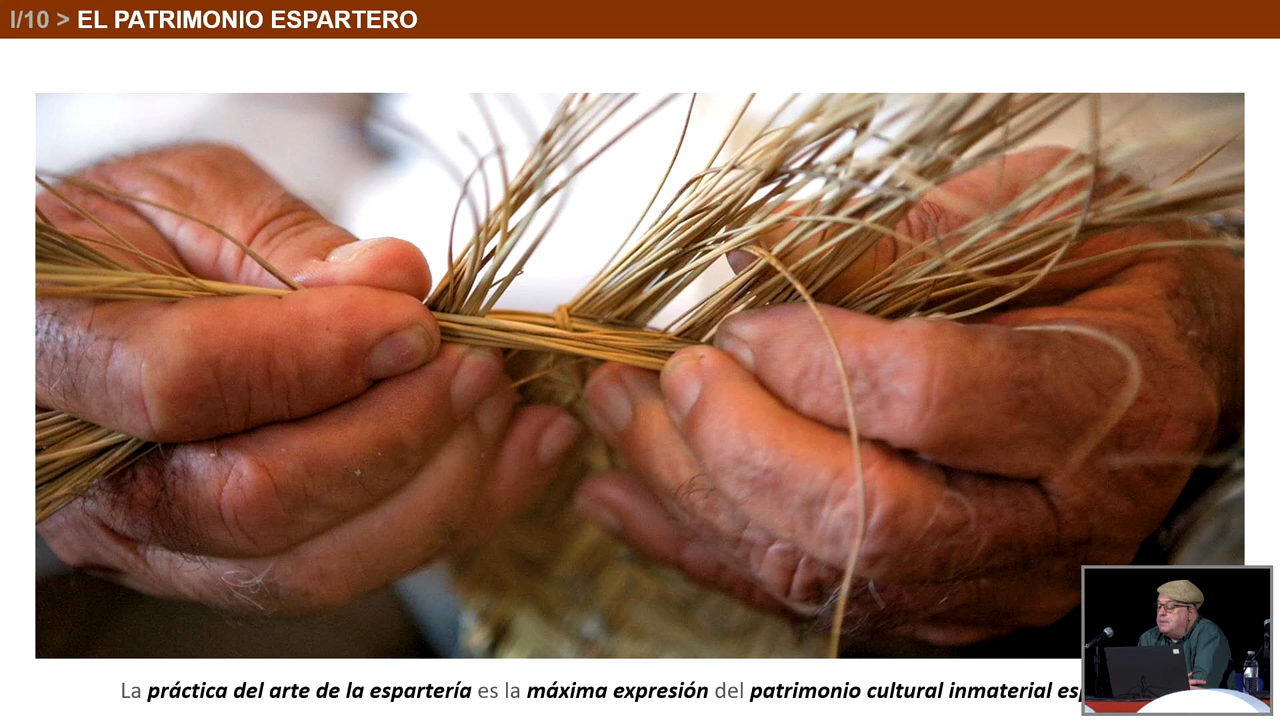 I/10 > EL PATRIMONIO ESPARTERO
La práctica del arte de la espartería es la máxima expresión del patrimonio cultural inmaterial